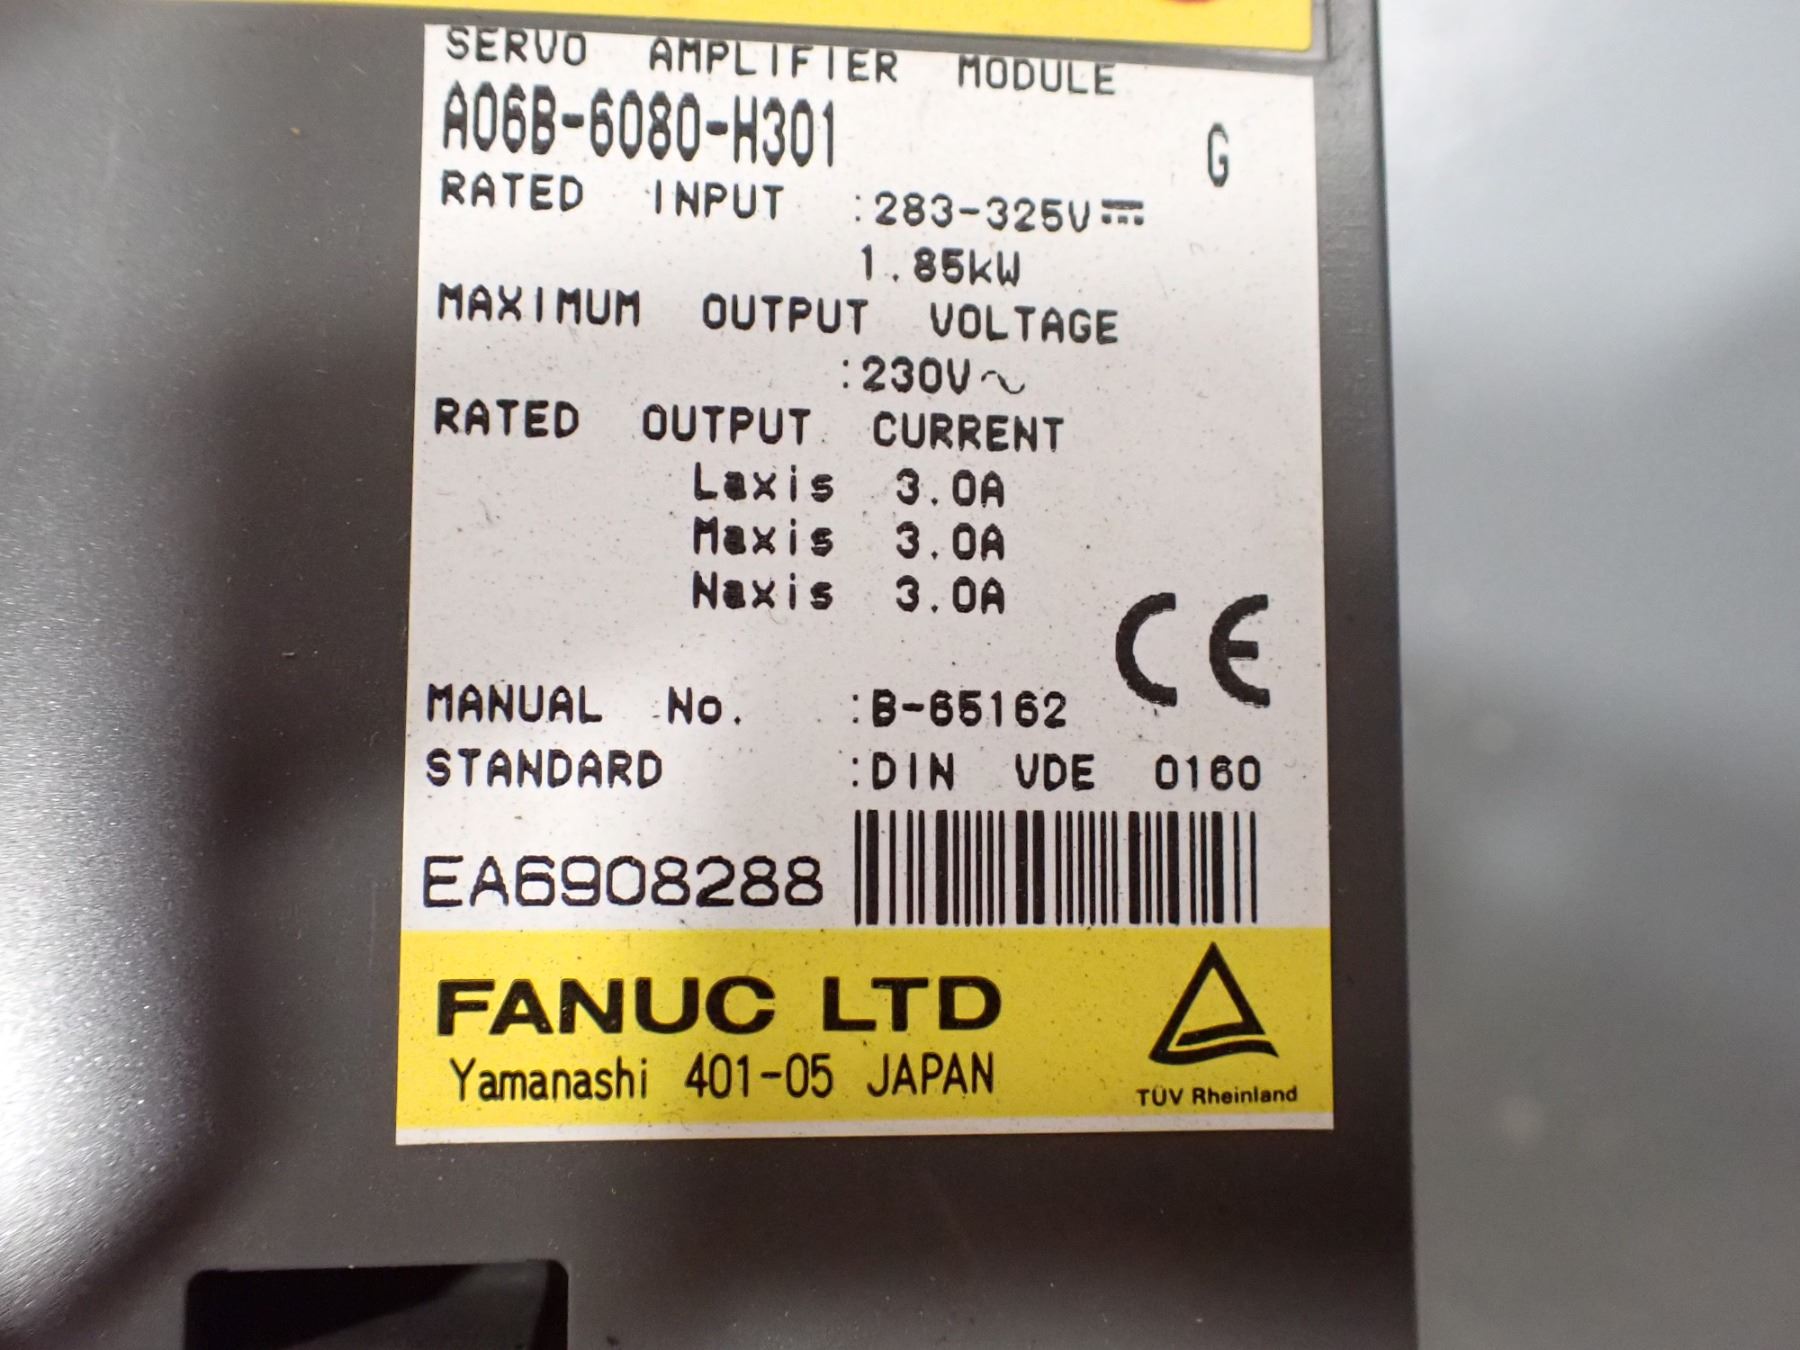 SERVO AMPLIFIER MODULE
A06B-6080-H301
G
RATED INPUT :283-325V⎓
1.85kW
MAXIMUM OUTPUT VOLTAGE
:230V～
RATED OUTPUT CURRENT
Laxis 3.0A
Maxis 3.0A
Naxis 3.0A
CE
MANUAL No. :B-65162
STANDARD :DIN VDE 0160
EA6908288
FANUC LTD
Yamanashi 401-05 JAPAN
TÜV Rheinland